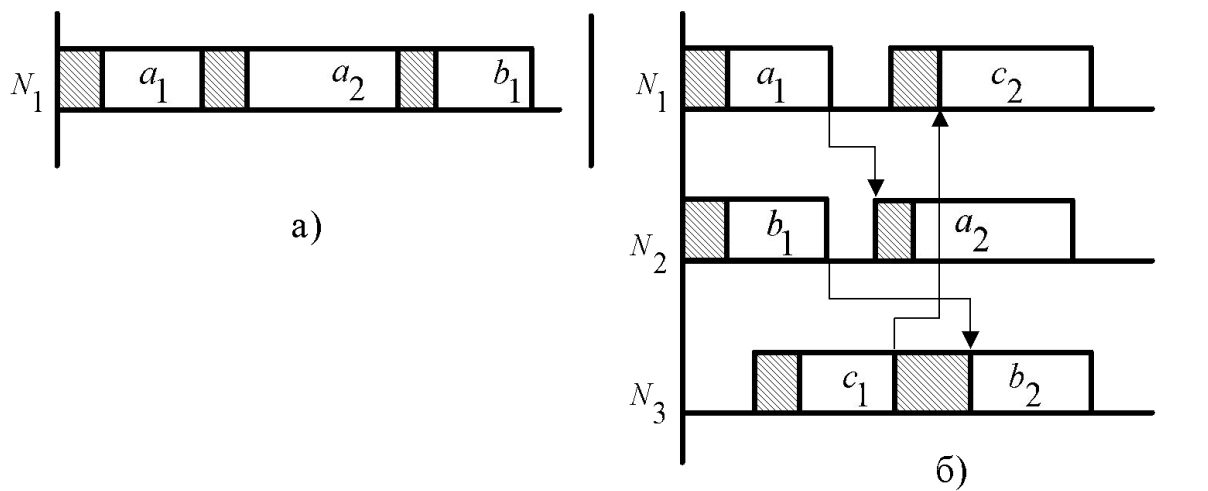 N1 a1 a2 b1
а)
N1 a1 c2
N2 b1 a2
N3 c1 b2
б)